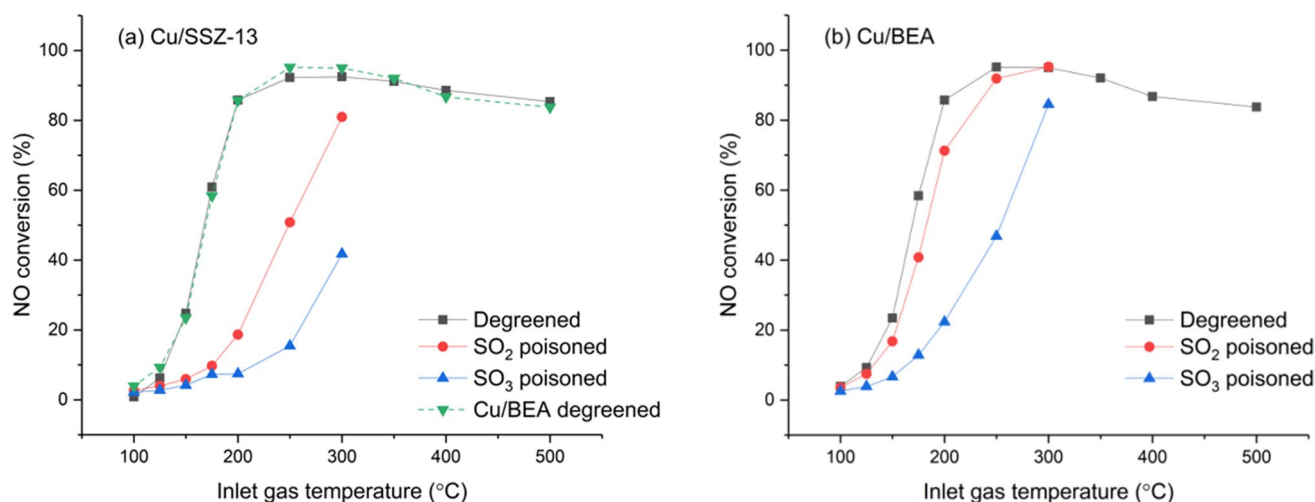 (a) Cu/SSZ-13
NO conversion (%)
100
80
60
40
20
0
100
200
300
400
500
Inlet gas temperature (°C)
Degreened
SO₂ poisoned
SO₃ poisoned
Cu/BEA degreened
(b) Cu/BEA
NO conversion (%)
100
80
60
40
20
0
100
200
300
400
500
Inlet gas temperature (°C)
Degreened
SO₂ poisoned
SO₃ poisoned